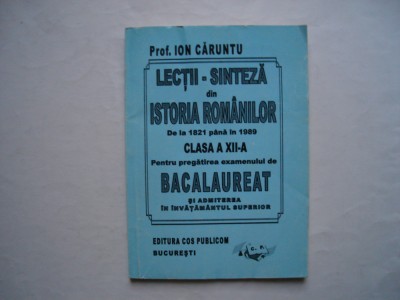 Prof. ION CĂRUNTU
LECȚII - SINTEZĂ
din
ISTORIA ROMÂNILOR
De la 1821 până în 1989
CLASA A XII-A
Pentru pregătirea examenului de
BACALAUREAT
ȘI ADMITEREA
ÎN ÎNVĂȚĂMÂNTUL SUPERIOR
EDITURA COS PUBLICOM
BUCUREȘTI
C. P.